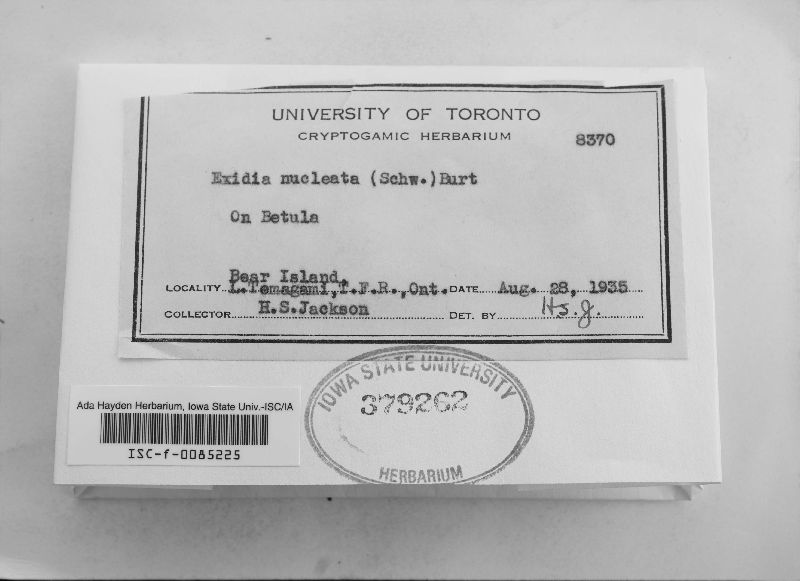 UNIVERSITY OF TORONTO
CRYPTOGAMIC HERBARIUM
8370
Exidia nucleata (Schw.) Burt
On Betula
Bear Island,
LOCALITY L. Temagami, T.F.R., Ont. DATE Aug. 28, 1935
COLLECTOR H.S.Jackson DET. BY HSJ.
IOWA STATE UNIVERSITY
379262
HERBARIUM
Ada Hayden Herbarium, Iowa State Univ.-ISC/IA
ISC-f-0085225